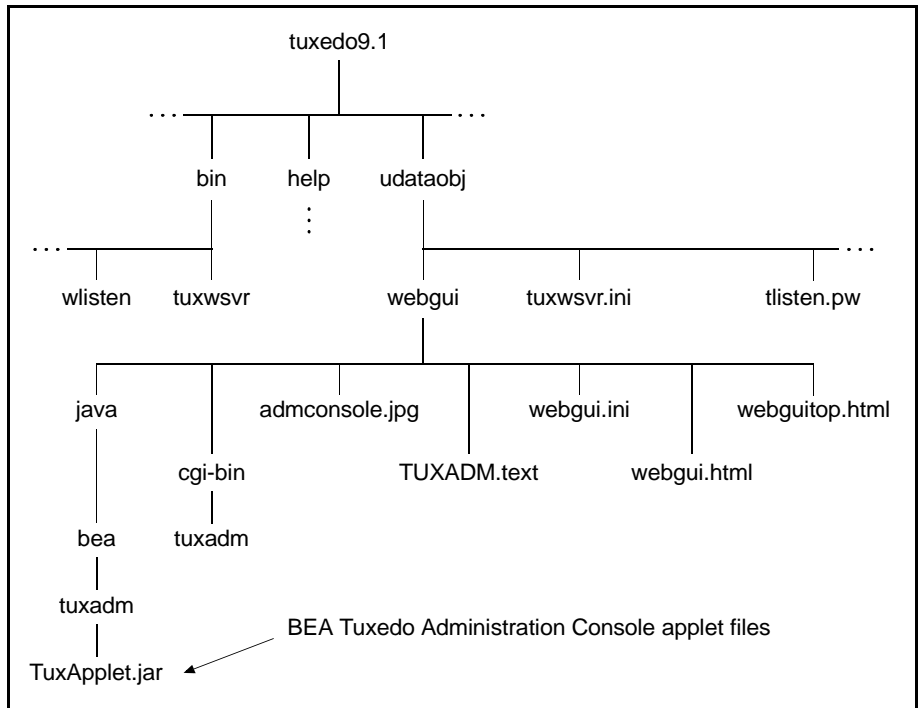 tuxedo9.1
... ...
bin help udataobj
...
... ...
wlisten tuxwsvr webgui tuxwsvr.ini tlisten.pw
java admconsole.jpg webgui.ini webguitop.html
cgi-bin TUXADM.text webgui.html
bea tuxadm
tuxadm
BEA Tuxedo Administration Console applet files
TuxApplet.jar